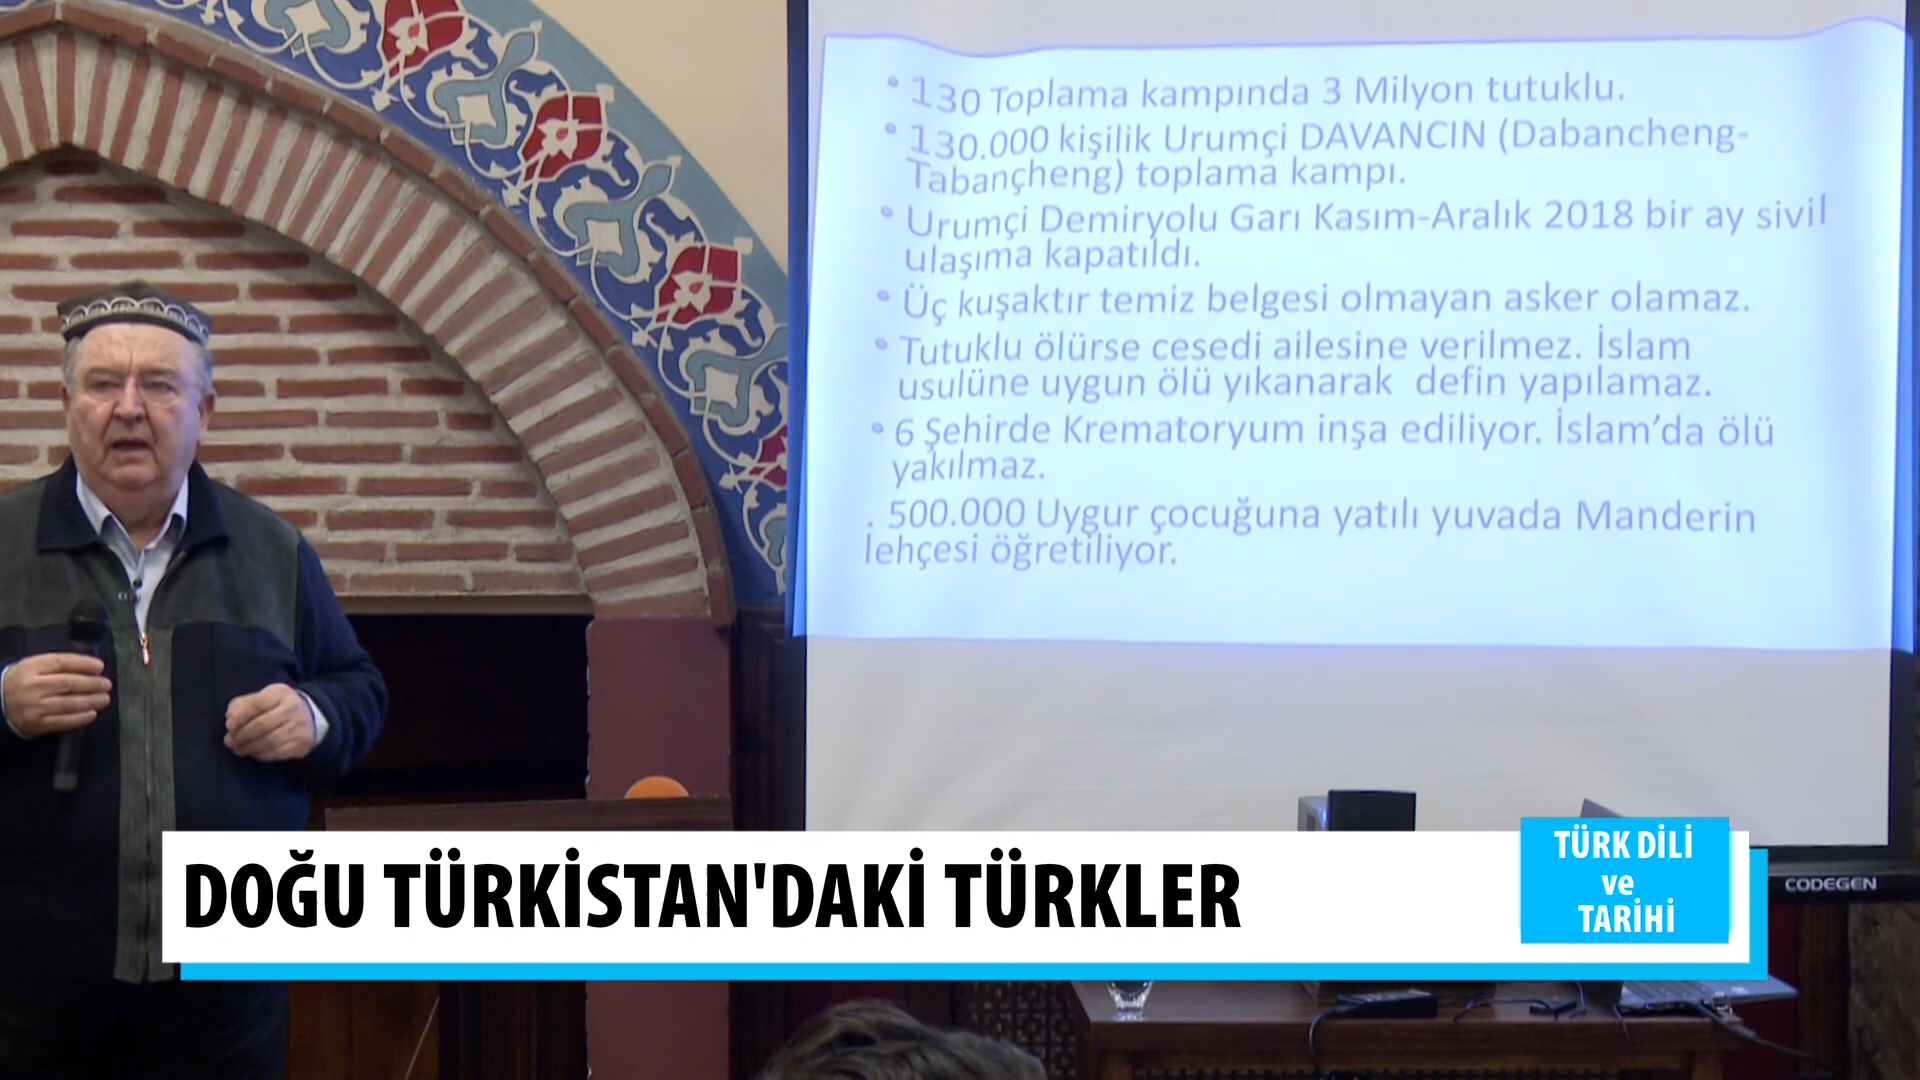 • 130 Toplama kampında 3 Milyon tutuklu.
• 130.000 kişilik Urumçi DAVANCIN (Dabancheng-
Tabançheng) toplama kampı.
• Urumçi Demiryolu Garı Kasım-Aralık 2018 bir ay sivil
ulaşıma kapatıldı.
• Üç kuşaktır temiz belgesi olmayan asker olamaz.
• Tutuklu ölürse cesedi ailesine verilmez. İslam
usulüne uygun ölü yıkanarak defin yapılamaz.
• 6 Şehirde Krematoryum inşa ediliyor. İslam’da ölü
yakılmaz.
. 500.000 Uygur çocuğuna yatılı yuvada Manderin
lehçesi öğretiliyor.
DOĞU TÜRKİSTAN'DAKİ TÜRKLER
TÜRK DİLİ
ve
TARİHİ
CODEGEN